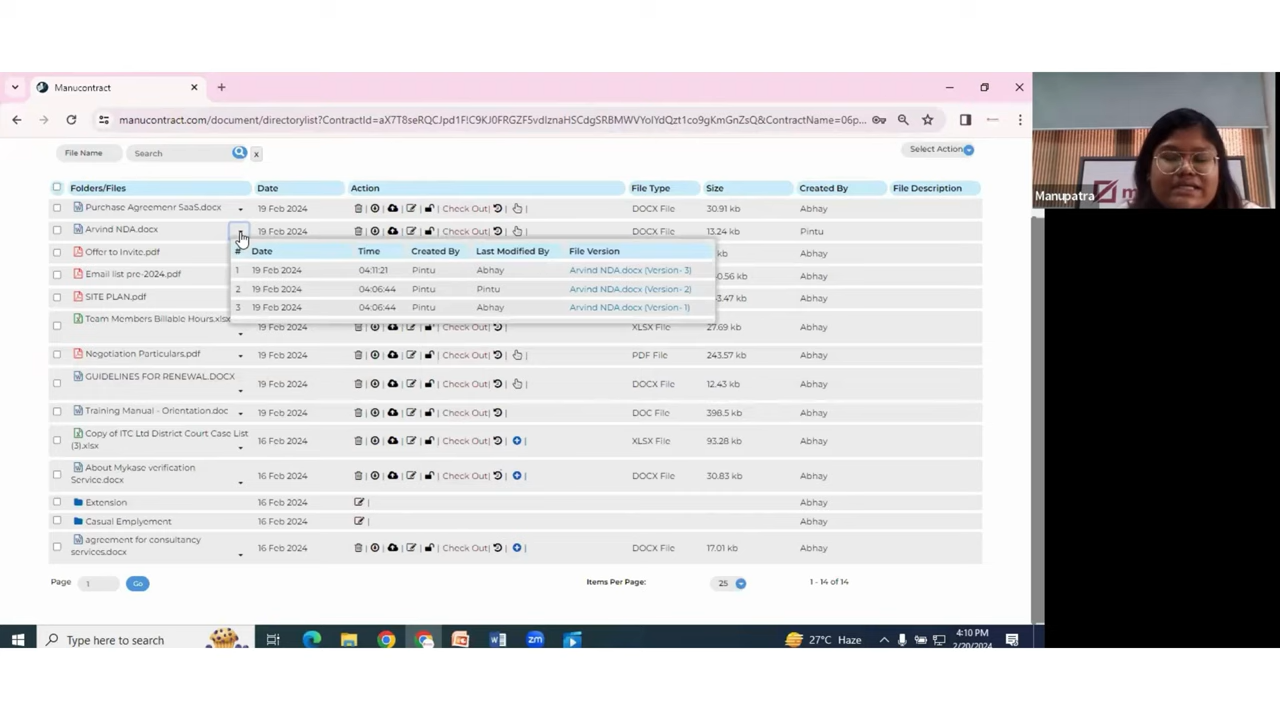 Manucontract
manucontract.com/document/directorylist?ContractId=aX7T8seRQCJpd1F!C9KJ0FRGZF5vdIznaHSCdgSRBMWVYolYdQzt1co9gKmGnZsQ&ContractName=06p...
File Name Search x Select Action
Folders/Files Date Action File Type Size Created By File Description
Purchase Agreemenr SaaS.docx 19 Feb 2024 | | | | Check Out| | | DOCX File 30.91 kb Abhay
Arvind NDA.docx 19 Feb 2024 | | | | Check Out| | | DOCX File 13.24 kb Pintu
# Date Time Created By Last Modified By File Version
1 19 Feb 2024 04:11:21 Pintu Abhay Arvind NDA.docx (Version- 3)
2 19 Feb 2024 04:06:44 Pintu Pintu Arvind NDA.docx (Version- 2)
3 19 Feb 2024 04:06:44 Pintu Abhay Arvind NDA.docx (Version- 1)
Offer to Invite.pdf kb Abhay
Email list pre-2024.pdf 0.56 kb Abhay
SITE PLAN.pdf 3.47 kb Abhay
Team Members Billable Hours.xlsx 19 Feb 2024 | | | | Check Out| | | XLSX File 27.69 kb Abhay
Negotiation Particulars.pdf 19 Feb 2024 | | | | Check Out| | | PDF File 243.57 kb Abhay
GUIDELINES FOR RENEWAL.DOCX 19 Feb 2024 | | | | Check Out| | | DOCX File 12.43 kb Abhay
Training Manual - Orientation.doc 19 Feb 2024 | | | | Check Out| | DOC File 398.5 kb Abhay
Copy of ITC Ltd District Court Case List
(3).xlsx 16 Feb 2024 | | | | Check Out| | | XLSX File 93.28 kb Abhay
About Mykase verification
Service.docx 16 Feb 2024 | | | | Check Out| | | DOCX File 30.83 kb Abhay
Extension 16 Feb 2024 | Abhay
Casual Emplyement 16 Feb 2024 | Abhay
agreement for consultancy
services.docx 16 Feb 2024 | | | | Check Out| | | DOCX File 17.01 kb Abhay
Page 1 Go Items Per Page: 25 1 - 14 of 14
Type here to search 27°C Haze 4:10 PM
2/20/2024
Manupatra